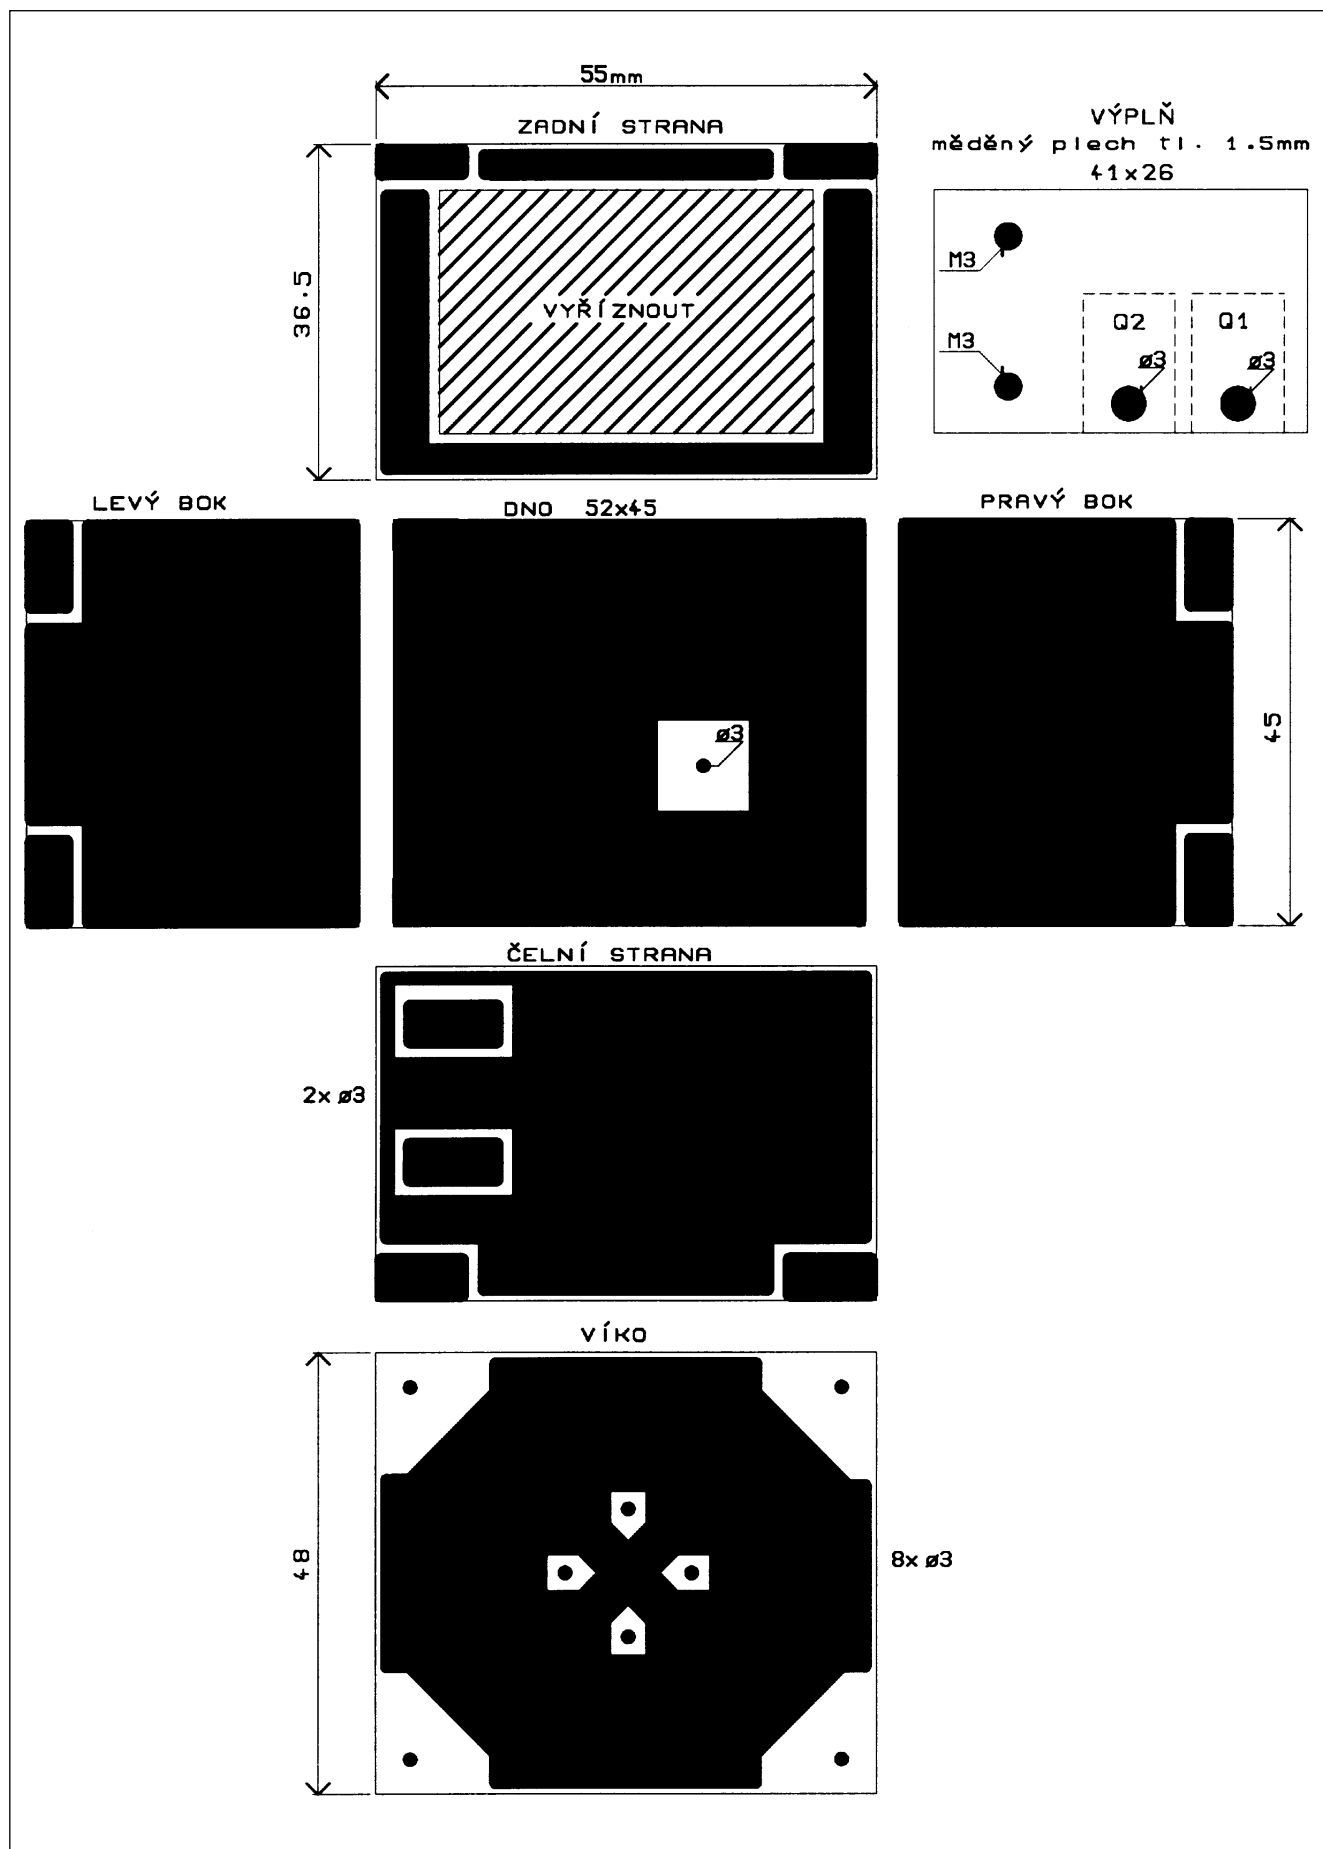 55mm
ZADNÍ STRANA
VÝPLŇ
měděný plech tl. 1.5mm
41x26
36.5
VYŘÍZNOUT
M3
M3
Q2
Q1
ø3
ø3
LEVÝ BOK
DNO 52x45
PRAVÝ BOK
ø3
45
ČELNÍ STRANA
2x ø3
VÍKO
48
8x ø3